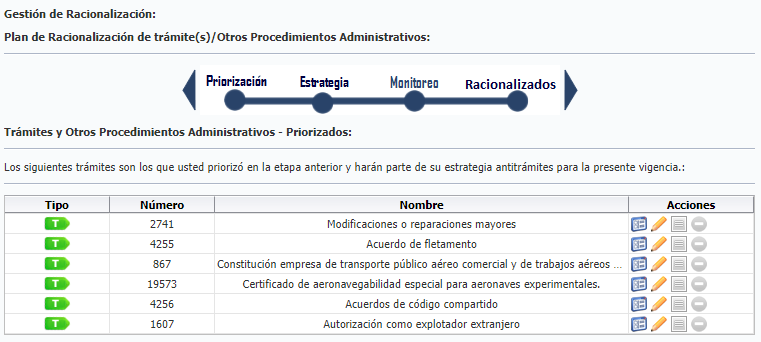 Gestión de Racionalización:
Plan de Racionalización de trámite(s)/Otros Procedimientos Administrativos:
Priorización Estrategia Monitoreo Racionalizados
Trámites y Otros Procedimientos Administrativos - Priorizados:
Los siguientes trámites son los que usted priorizó en la etapa anterior y harán parte de su estrategia antitrámites para la presente vigencia.:
Tipo Número Nombre Acciones
T 2741 Modificaciones o reparaciones mayores
T 4255 Acuerdo de fletamento
T 867 Constitución empresa de transporte público aéreo comercial y de trabajos aéreos ...
T 19573 Certificado de aeronavegabilidad especial para aeronaves experimentales.
T 4256 Acuerdos de código compartido
T 1607 Autorización como explotador extranjero